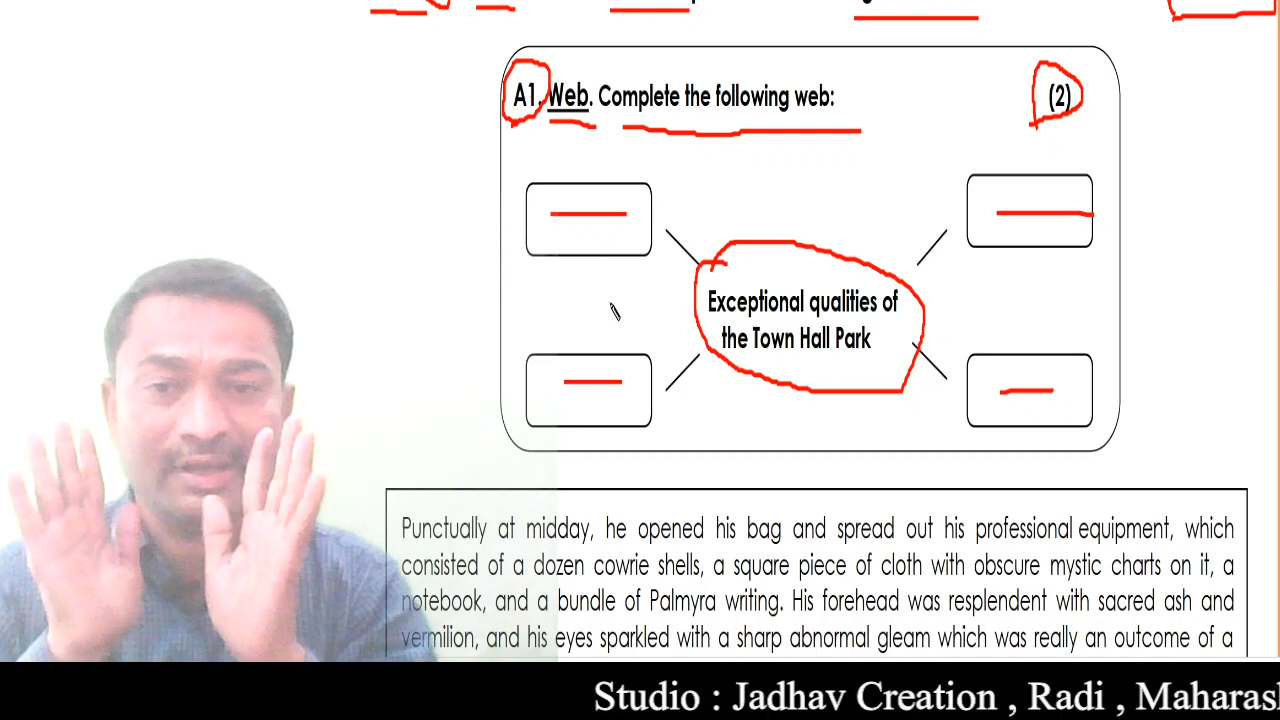 A1. Web. Complete the following web:
(2)
Exceptional qualities of
the Town Hall Park
Punctually at midday, he opened his bag and spread out his professional equipment, which
consisted of a dozen cowrie shells, a square piece of cloth with obscure mystic charts on it, a
notebook, and a bundle of Palmyra writing. His forehead was resplendent with sacred ash and
vermilion, and his eyes sparkled with a sharp abnormal gleam which was really an outcome of a
Studio : Jadhav Creation , Radi , Maharas